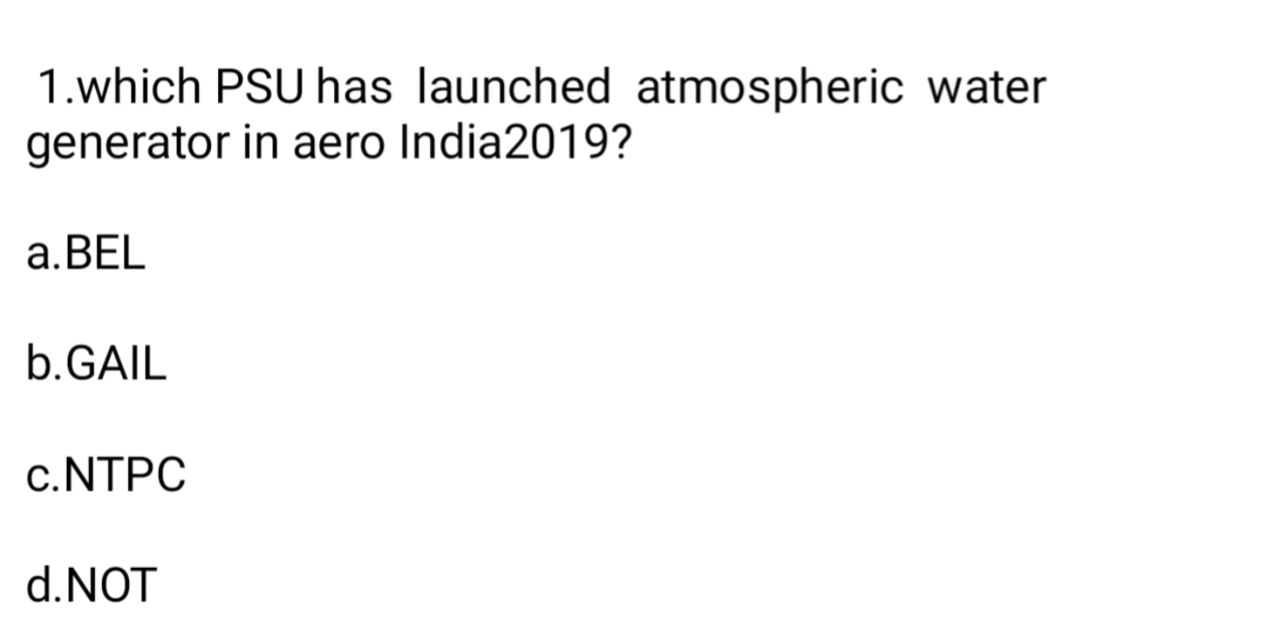 1.which PSU has launched atmospheric water
generator in aero India2019?
a.BEL
b.GAIL
c.NTPC
d.NOT